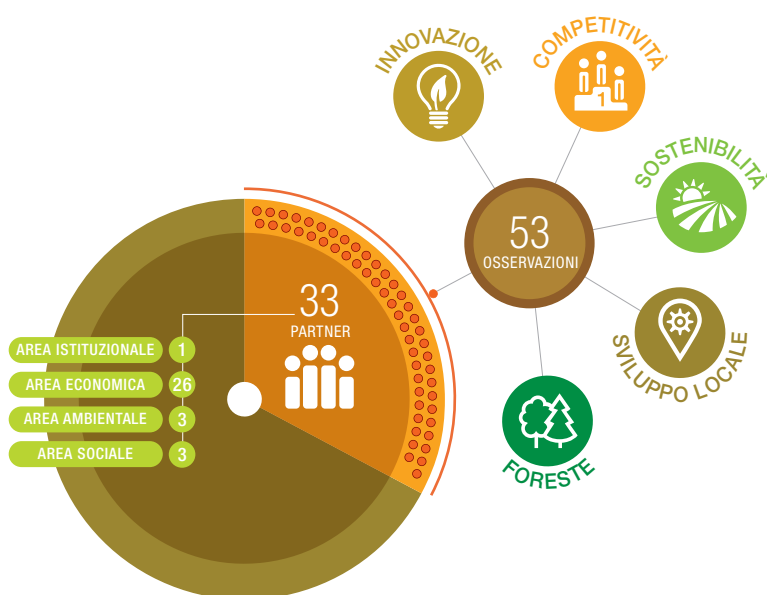 INNOVAZIONE
COMPETITIVITÀ
1
SOSTENIBILITÀ
53
OSSERVAZIONI
33
PARTNER
SVILUPPO LOCALE
FORESTE
AREA ISTITUZIONALE 1
AREA ECONOMICA 26
AREA AMBIENTALE 3
AREA SOCIALE 3